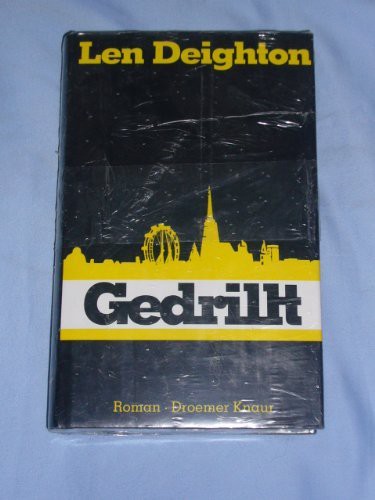 Len Deighton
Gedrillt
Roman · Droemer Knaur